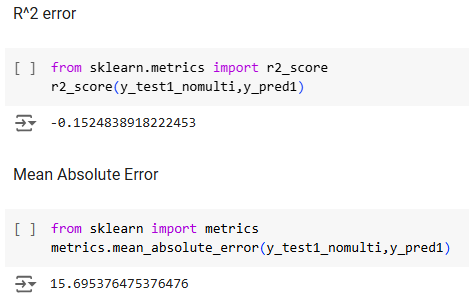 R^2 error
[ ] from sklearn.metrics import r2_score
r2_score(y_test1_nomulti,y_pred1)
-0.1524838918222453
Mean Absolute Error
[ ] from sklearn import metrics
metrics.mean_absolute_error(y_test1_nomulti,y_pred1)
15.695376475376476